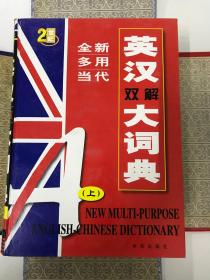 全新
多用
当代
英汉
双解
大词典
(上)
NEW MULTI-PURPOSE
ENGLISH-CHINESE DICTIONARY